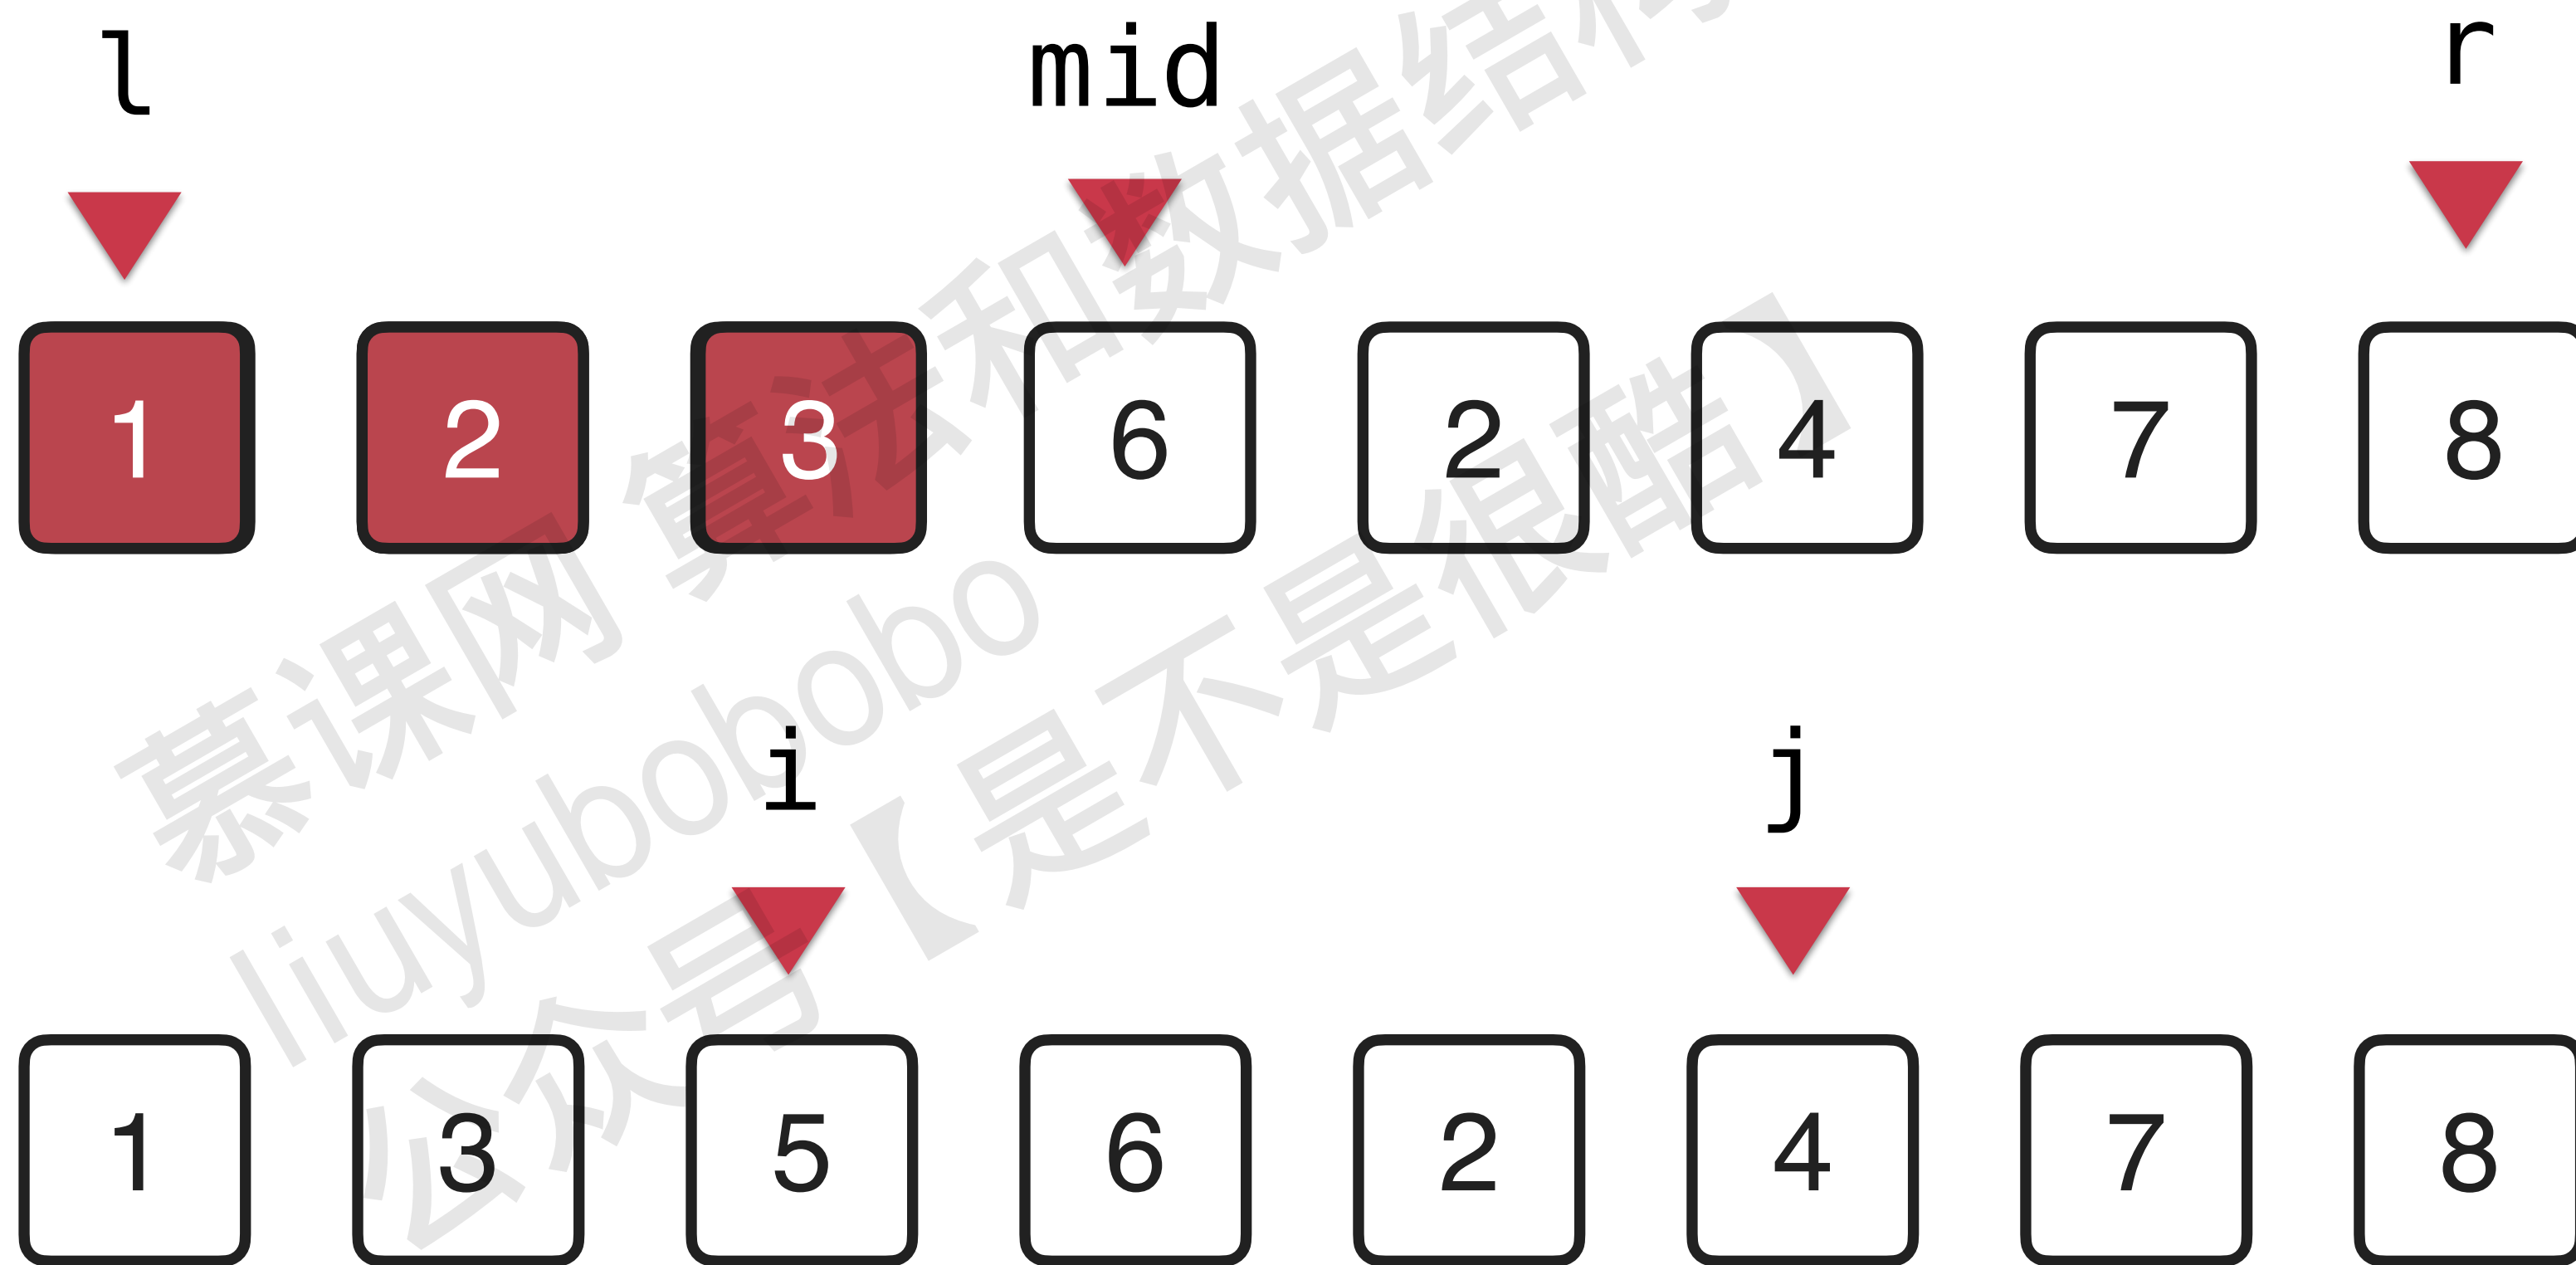 l mid r
1 2 3 6 2 4 7 8
i j
1 3 5 6 2 4 7 8
慕课网 算法和数据结构
liuyubobobo
公众号【是不是很酷】